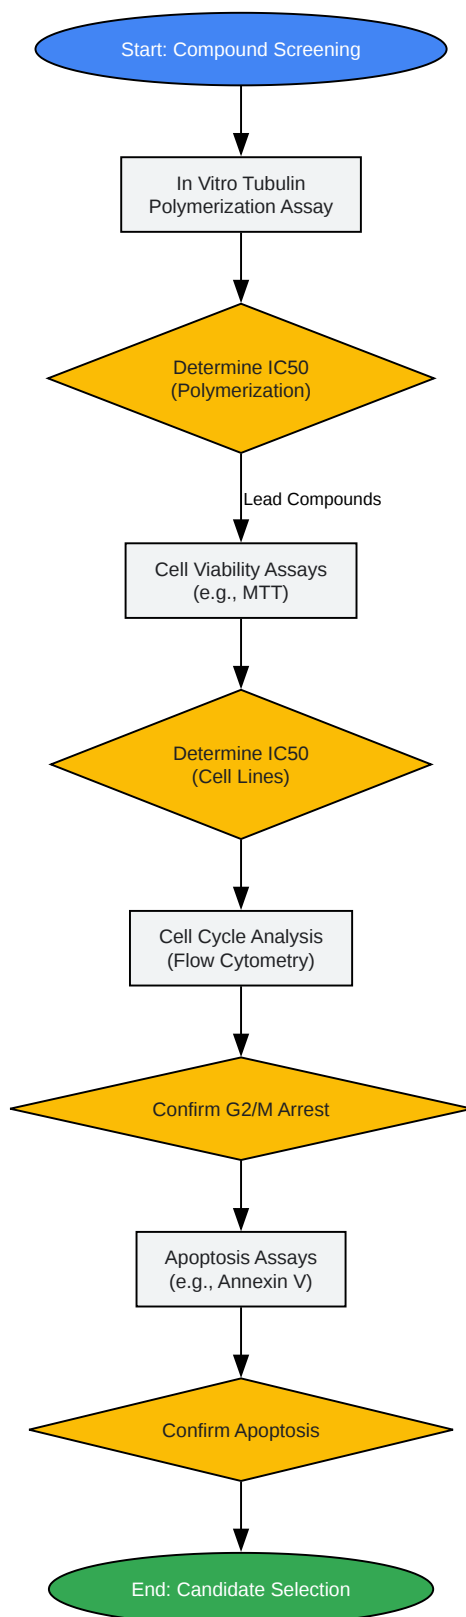 Start: Compound Screening
In Vitro Tubulin
Polymerization Assay
Determine IC50
(Polymerization)
Lead Compounds
Cell Viability Assays
(e.g., MTT)
Determine IC50
(Cell Lines)
Cell Cycle Analysis
(Flow Cytometry)
Confirm G2/M Arrest
Apoptosis Assays
(e.g., Annexin V)
Confirm Apoptosis
End: Candidate Selection